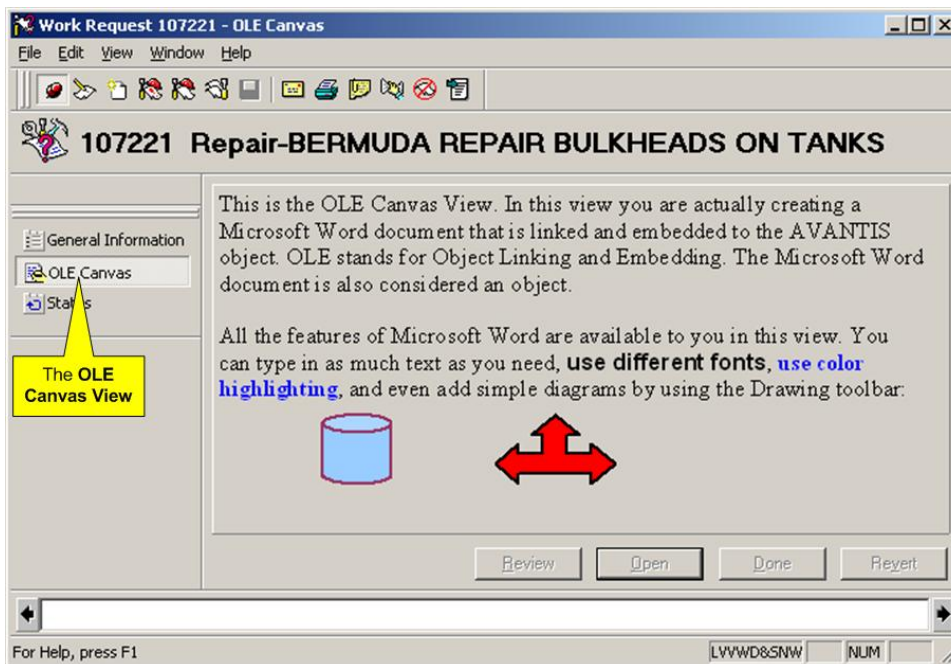 Work Request 107221 - OLE Canvas
File Edit View Window Help
107221 Repair-BERMUDA REPAIR BULKHEADS ON TANKS
General Information
OLE Canvas
Status
The OLE
Canvas View
This is the OLE Canvas View. In this view you are actually creating a
Microsoft Word document that is linked and embedded to the AVANTIS
object. OLE stands for Object Linking and Embedding. The Microsoft Word
document is also considered an object.
All the features of Microsoft Word are available to you in this view. You
can type in as much text as you need, use different fonts, use color
highlighting, and even add simple diagrams by using the Drawing toolbar:
Review Open Done Revert
For Help, press F1 LVVWD&SNW NUM